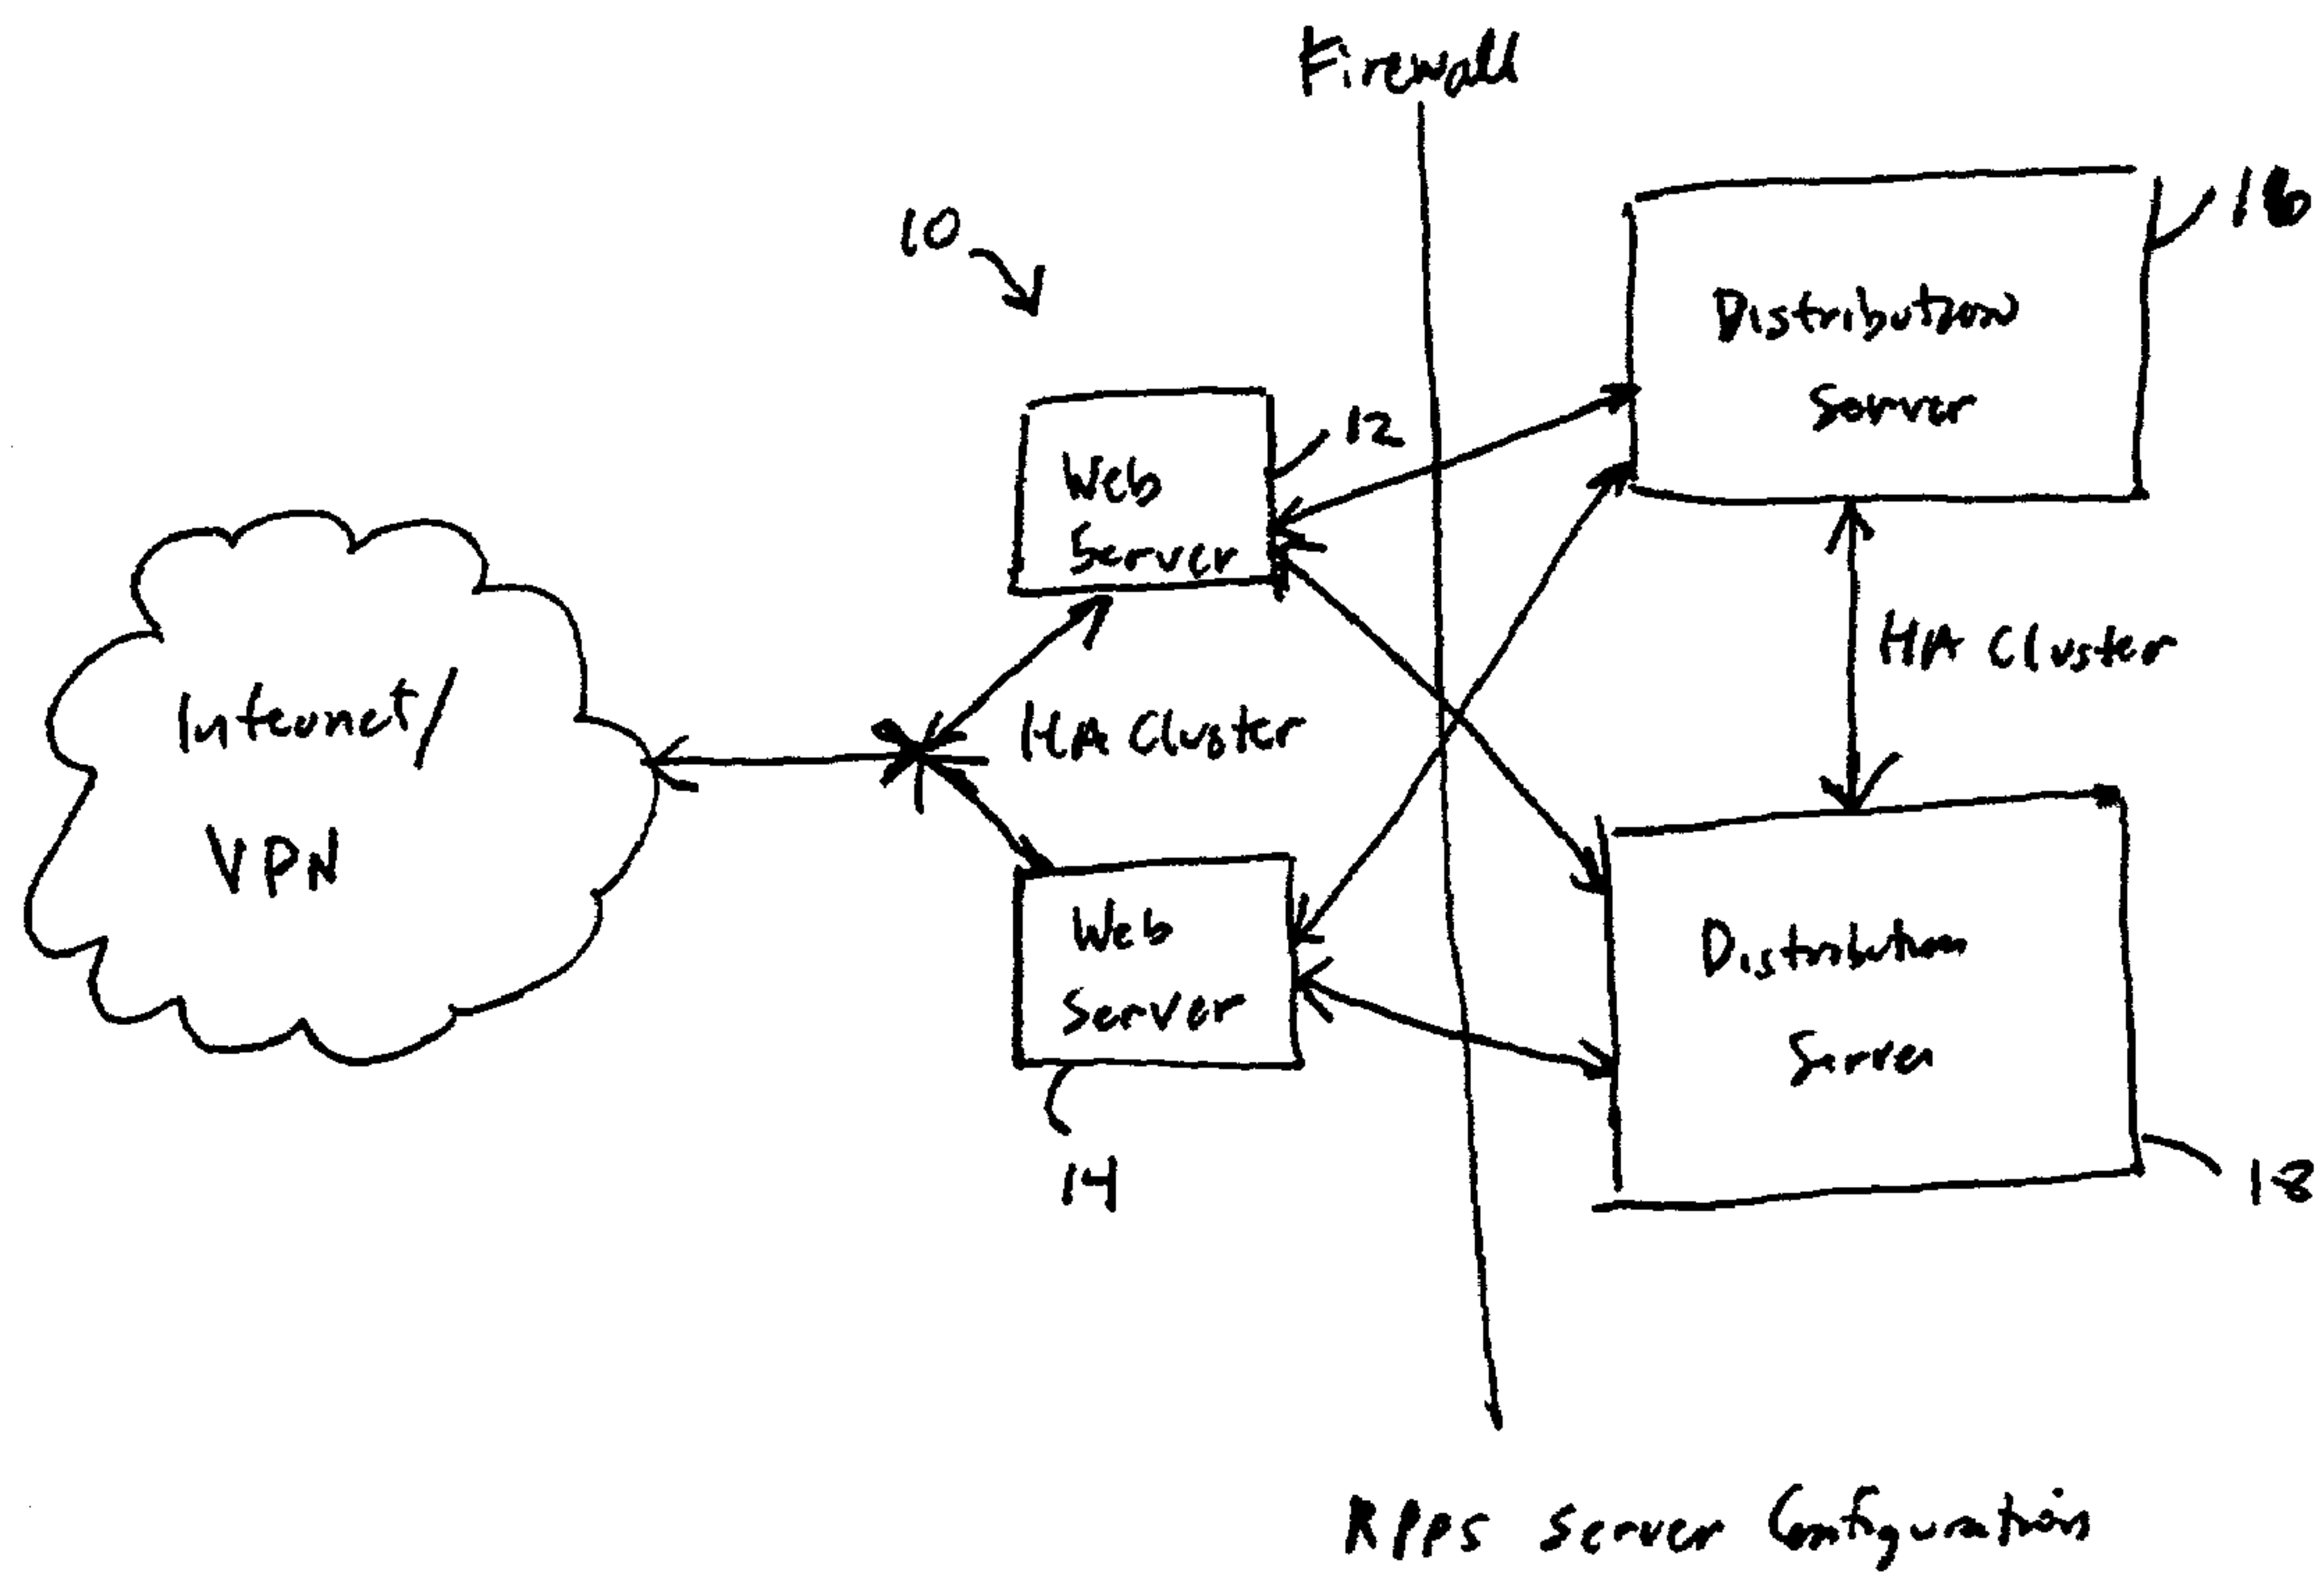 Firewall
16
10
Distribution
Server
12
Web
Server
HA Cluster
Internet/
HA Cluster
VPN
Web
Server
Distribution
Server
14
18
RPPS Server Configuration